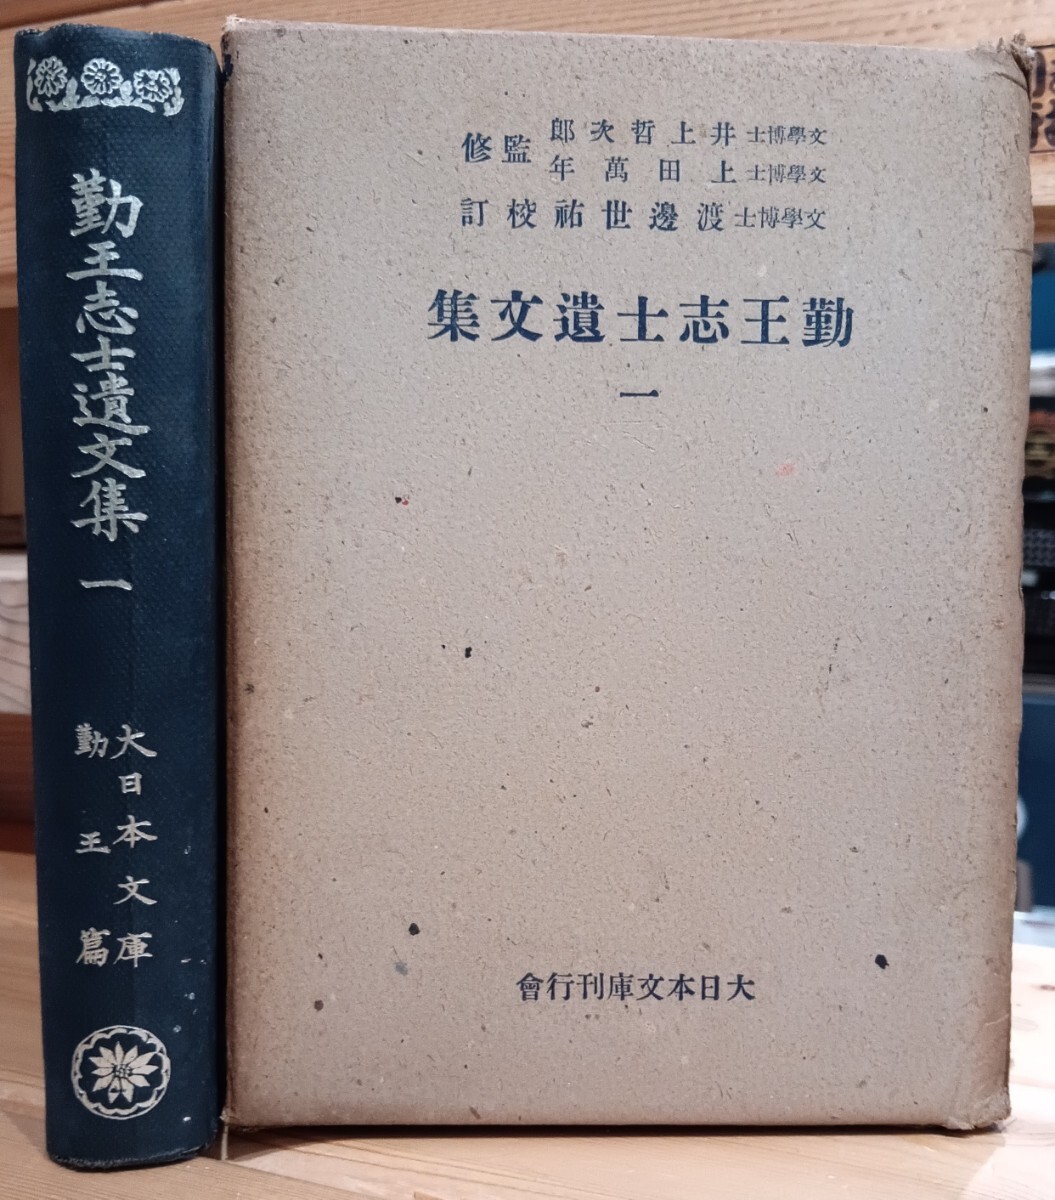 勤王志士遺文集 一
大日本文庫
勤王篇
文學博士 井上哲次郎
文學博士 上田萬年
監修
文學博士 渡邊世祐校訂
勤王志士遺文集
一
大日本文庫刊行會